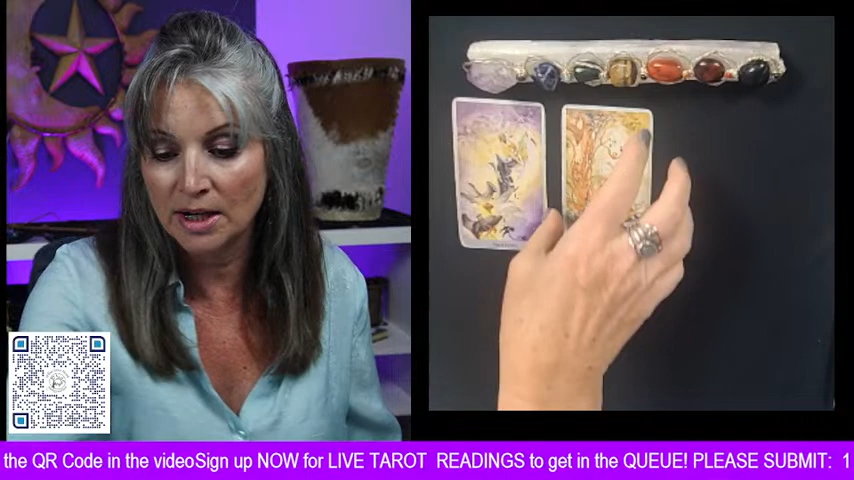 the QR Code in the videoSign up NOW for LIVE TAROT  READINGS to get in the QUEUE! PLEASE SUBMIT:  1